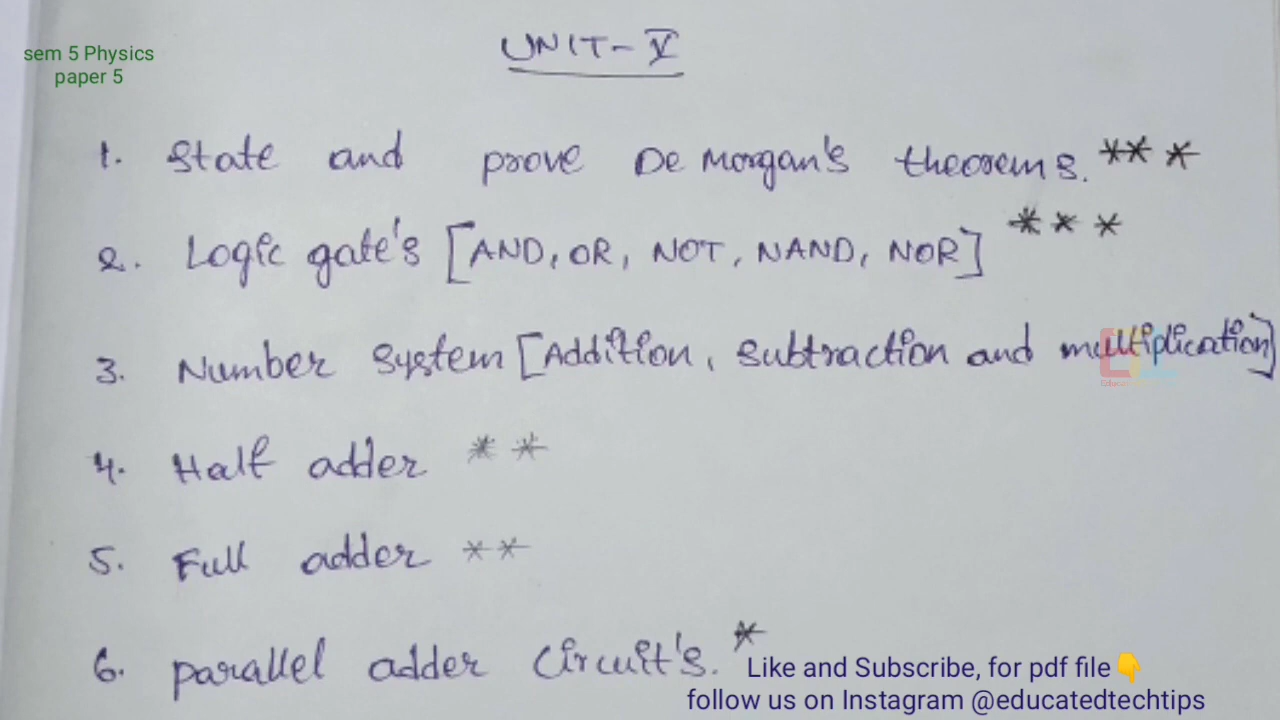 sem 5 Physics
paper 5
UNIT-V
1. State and prove De Morgan's theorems. ***
2. Logic gate's [AND, OR, NOT, NAND, NOR] ***
3. Number System [Addition, Subtraction and multiplication]
4. Half adder **
5. Full adder **
6. parallel adder Circuit's. *
Like and Subscribe, for pdf file👇
follow us on Instagram @educatedtechtips